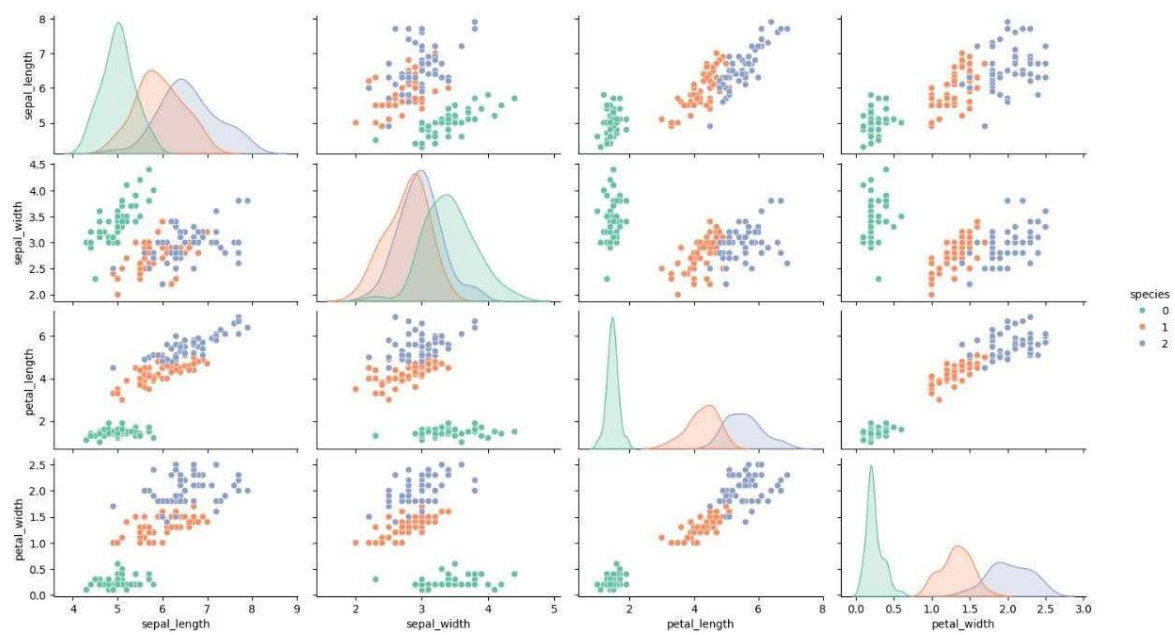 8
7
6
5
sepal_length
4.5
4.0
3.5
3.0
2.5
2.0
sepal_width
6
4
2
petal_length
2.5
2.0
1.5
1.0
0.5
0.0
petal_width
4 5 6 7 8 9
sepal_length
2 3 4 5
sepal_width
2 4 6 8
petal_length
0.0 0.5 1.0 1.5 2.0 2.5 3.0
petal_width
species
0
1
2